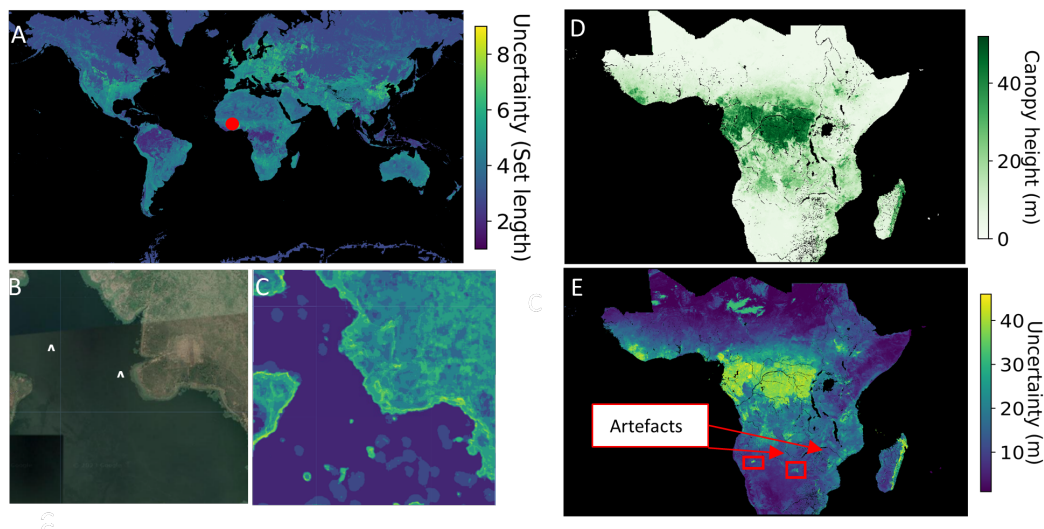 A
8
6
4
2
Uncertainty (Set length)
B
C
D
40
20
0
Canopy height (m)
E
Artefacts
40
30
20
10
Uncertainty (m)